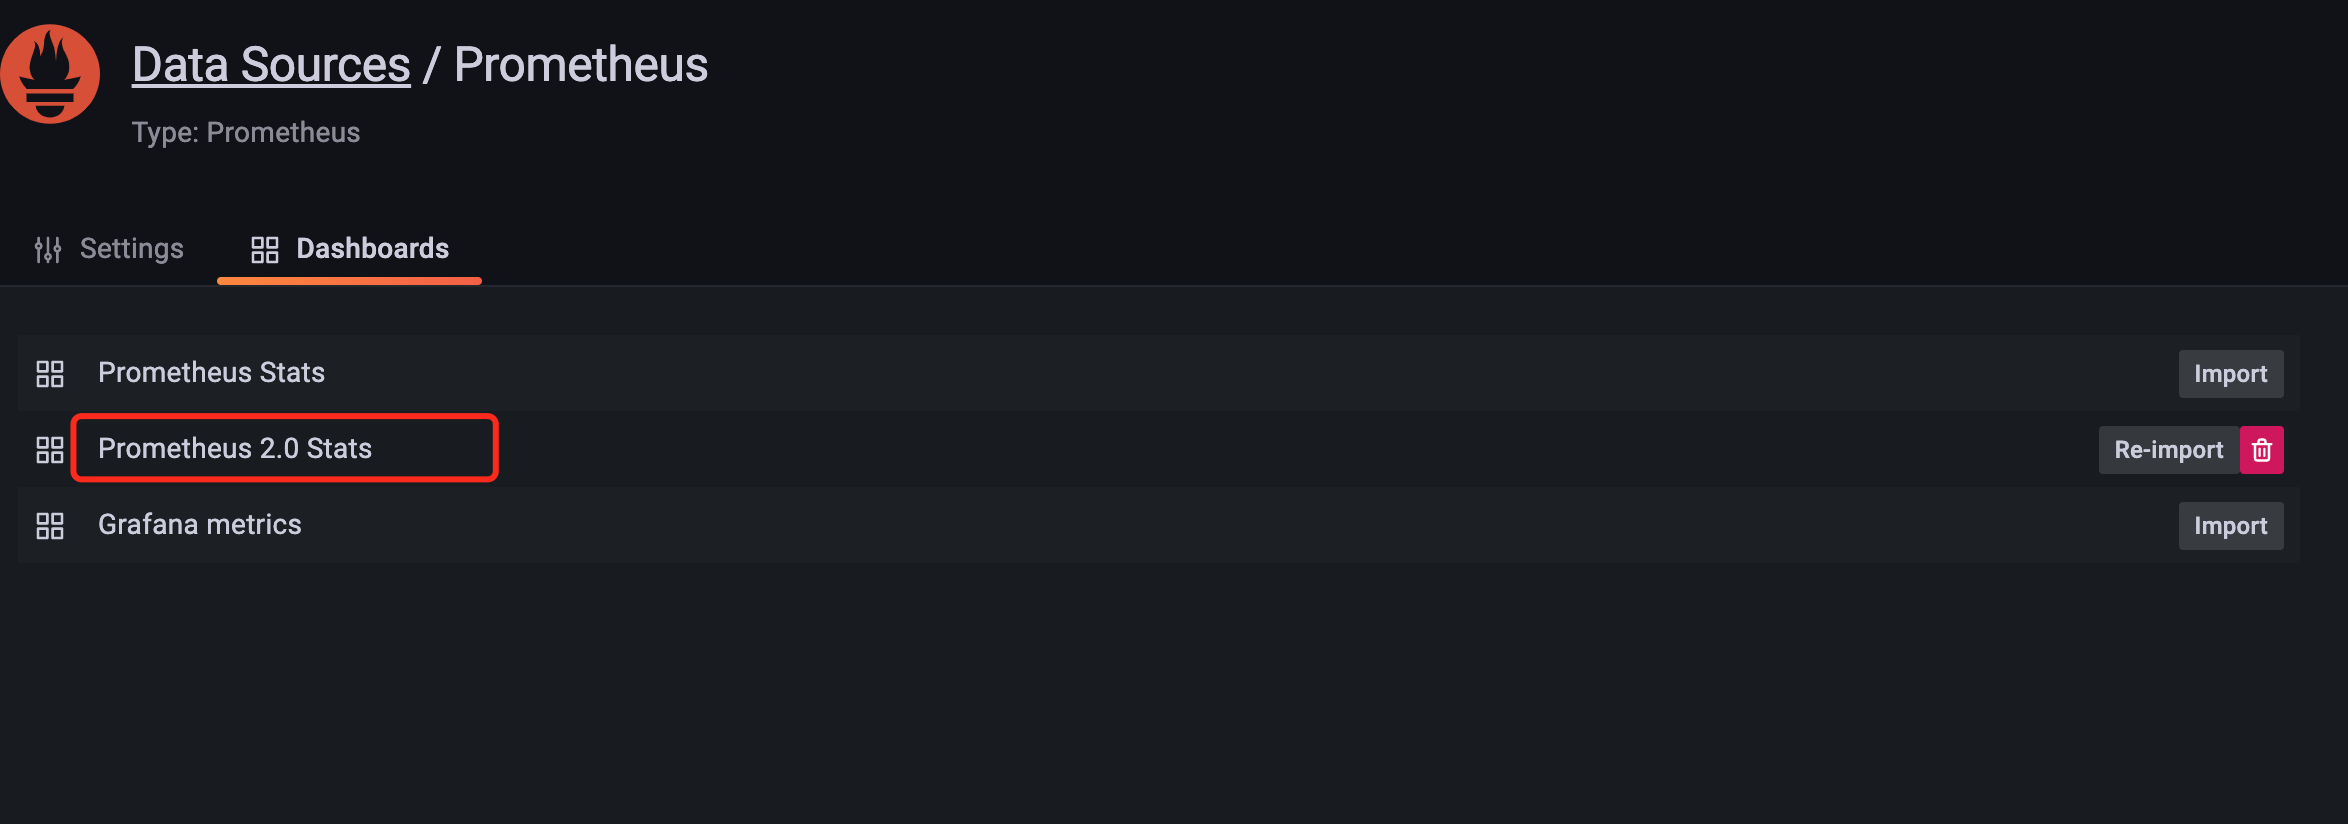 Data Sources / Prometheus
Type: Prometheus
Settings Dashboards
Prometheus Stats Import
Prometheus 2.0 Stats Re-import
Grafana metrics Import